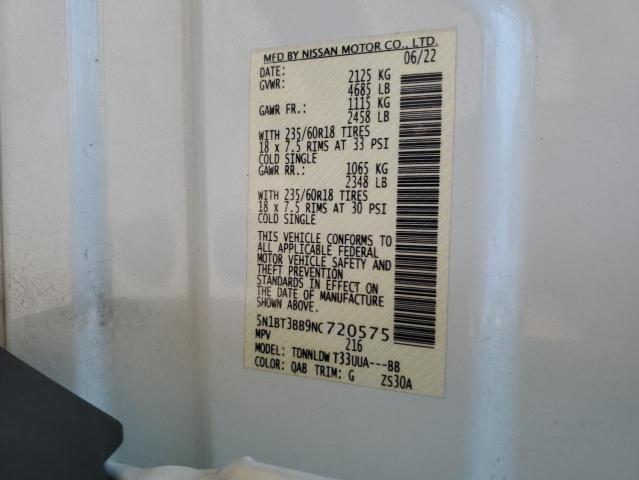 MFD BY NISSAN MOTOR CO., LTD.
DATE: 06/22
GVWR: 2125 KG
4685 LB
GAWR FR.: 1115 KG
2458 LB
WITH 235/60R18 TIRES
18 x 7.5 RIMS AT 33 PSI
COLD SINGLE
GAWR RR.: 1065 KG
2348 LB
WITH 235/60R18 TIRES
18 x 7.5 RIMS AT 30 PSI
COLD SINGLE
THIS VEHICLE CONFORMS TO
ALL APPLICABLE FEDERAL
MOTOR VEHICLE SAFETY AND
THEFT PREVENTION
STANDARDS IN EFFECT ON
THE DATE OF MANUFACTURE
SHOWN ABOVE.
5N1BT3BB9NC720575
MPV 216
MODEL: TDNNLDW T33UUA---BB
COLOR: QAB TRIM: G ZS30A